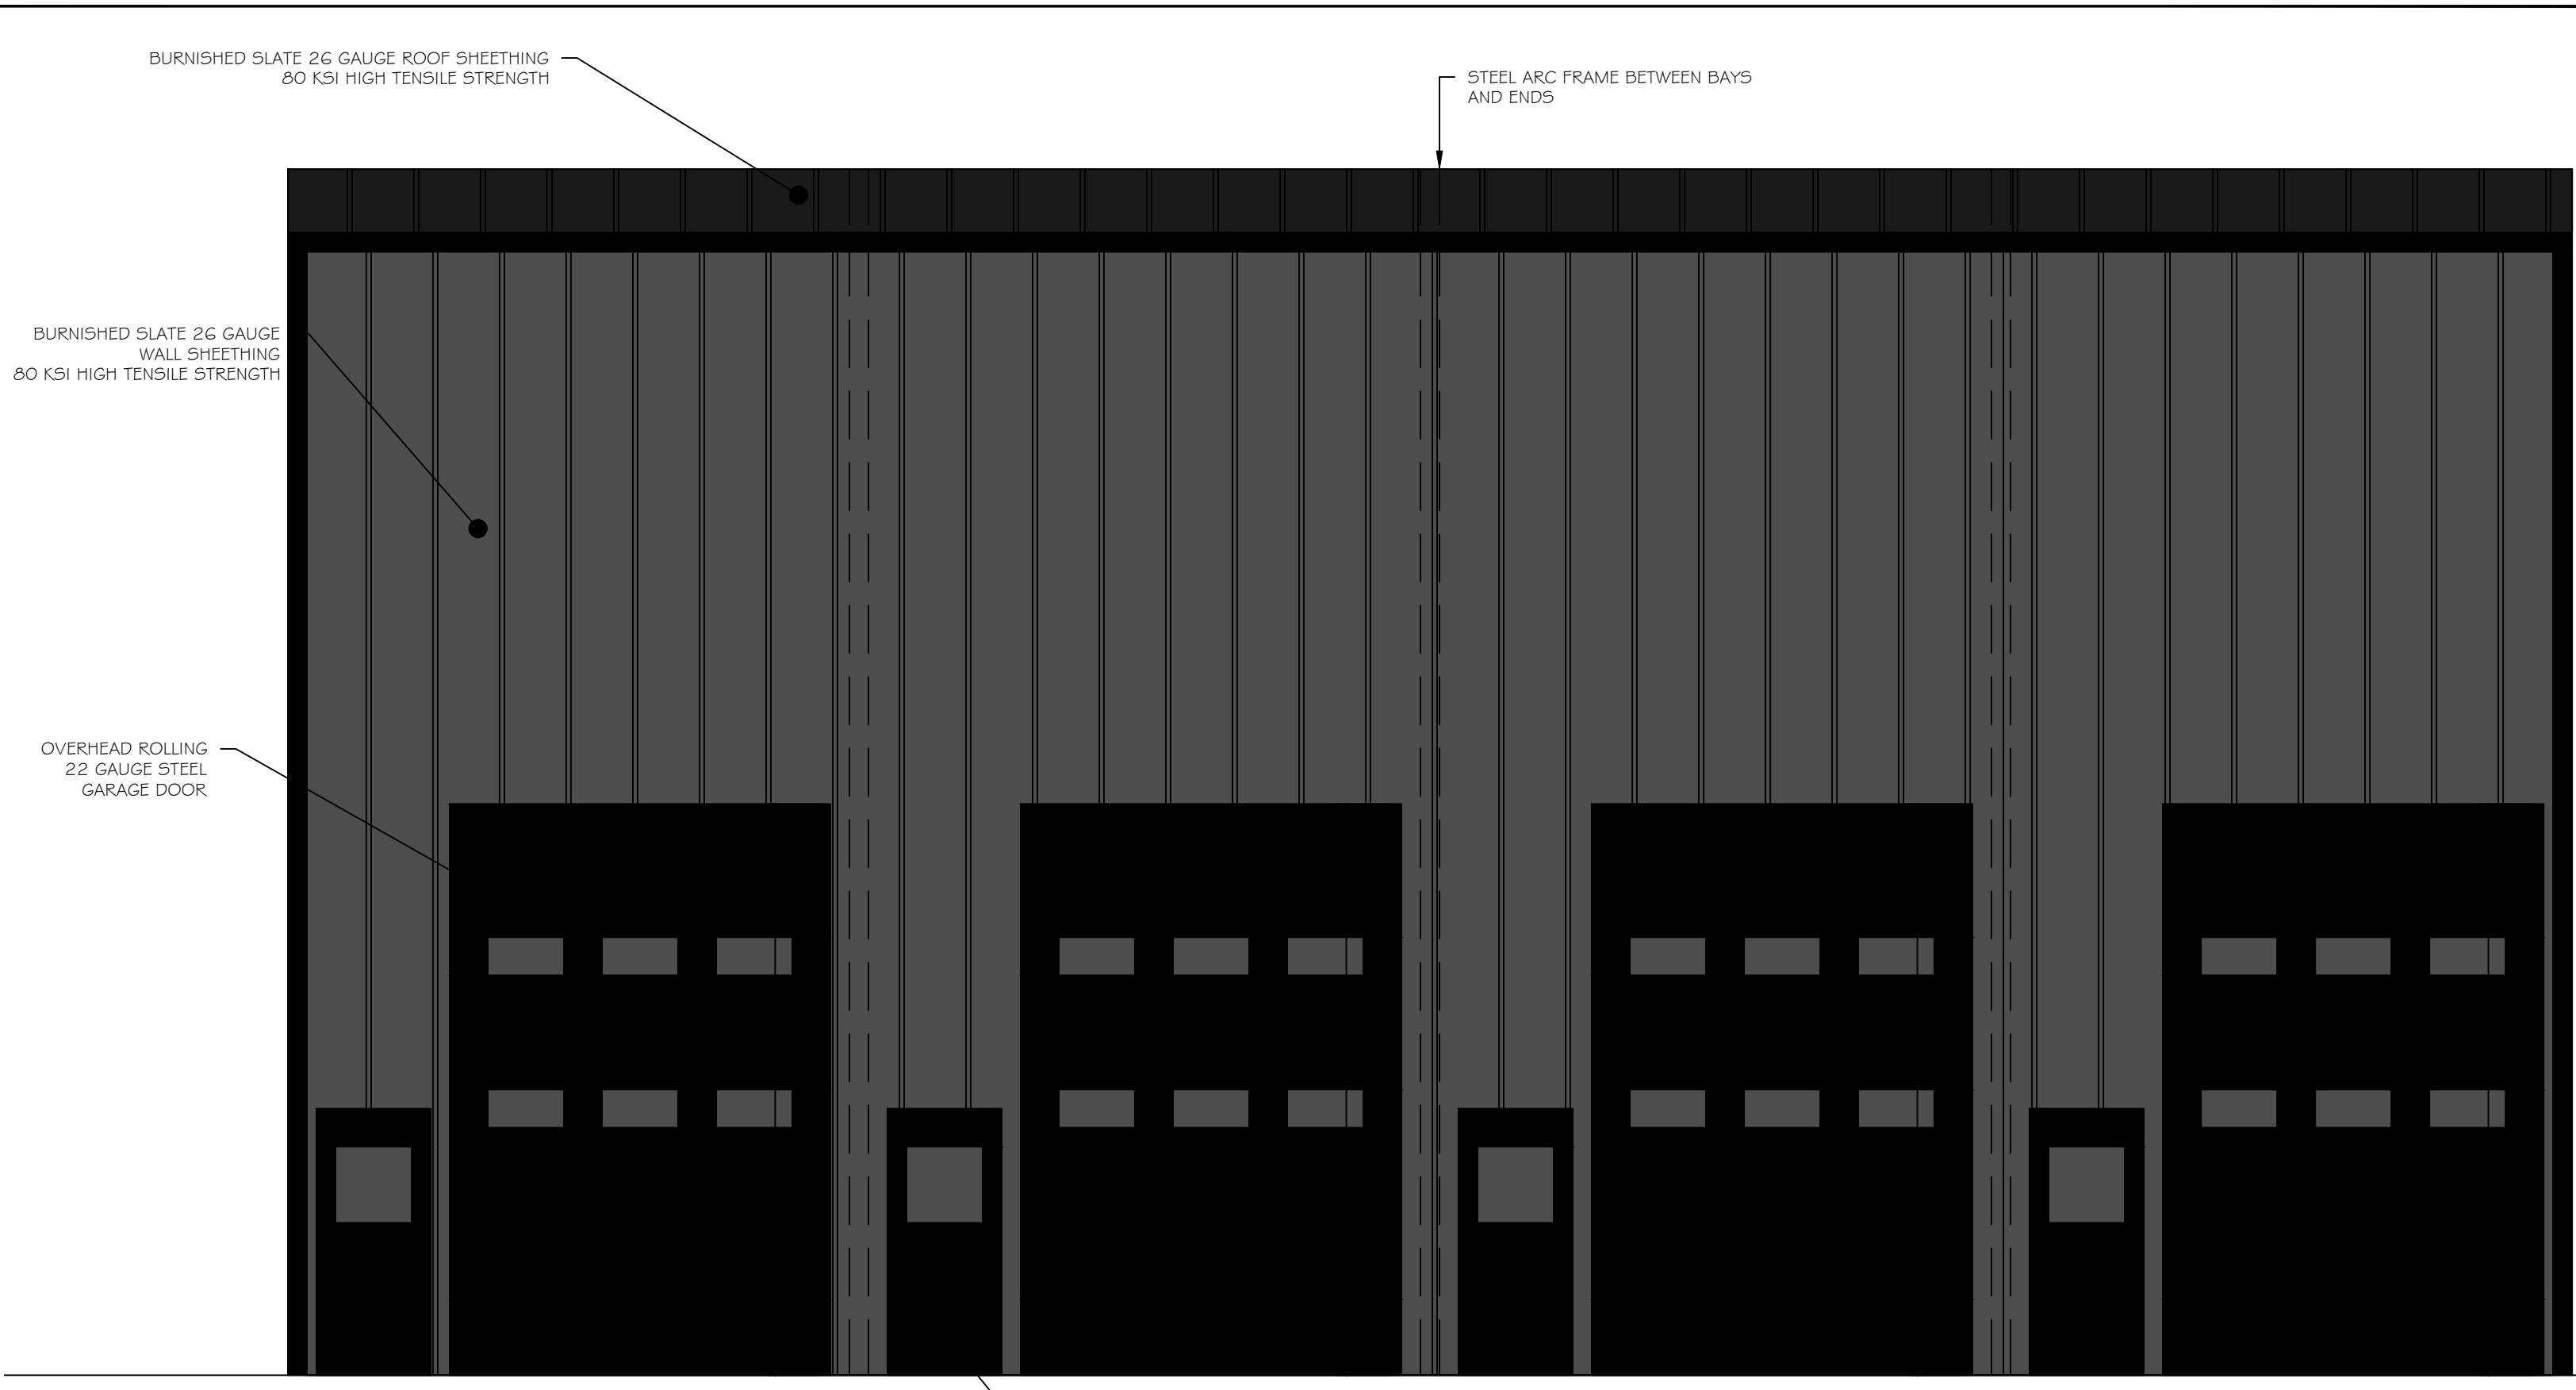 BURNISHED SLATE 26 GAUGE ROOF SHEETHING
80 KSI HIGH TENSILE STRENGTH
STEEL ARC FRAME BETWEEN BAYS
AND ENDS
BURNISHED SLATE 26 GAUGE
WALL SHEETHING
80 KSI HIGH TENSILE STRENGTH
OVERHEAD ROLLING
22 GAUGE STEEL
GARAGE DOOR